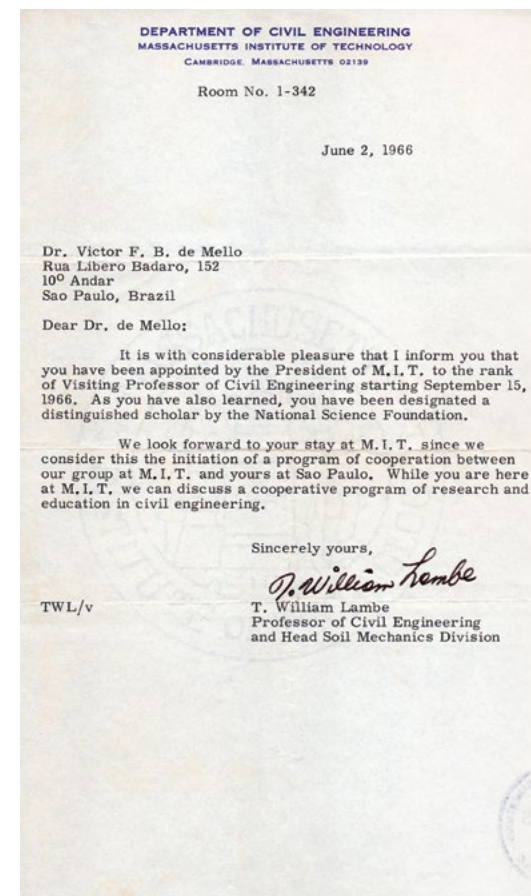 DEPARTMENT OF CIVIL ENGINEERING
MASSACHUSETTS INSTITUTE OF TECHNOLOGY
CAMBRIDGE, MASSACHUSETTS 02139
Room No. 1-342
June 2, 1966
Dr. Victor F. B. de Mello
Rua Libero Badaro, 152
10º Andar
Sao Paulo, Brazil
Dear Dr. de Mello:
It is with considerable pleasure that I inform you that
you have been appointed by the President of M.I.T. to the rank
of Visiting Professor of Civil Engineering starting September 15,
1966. As you have also learned, you have been designated a
distinguished scholar by the National Science Foundation.
We look forward to your stay at M.I.T. since we
consider this the initiation of a program of cooperation between
our group at M.I.T. and yours at Sao Paulo. While you are here
at M.I.T. we can discuss a cooperative program of research and
education in civil engineering.
Sincerely yours,
T. William Lambe
TWL/v
T. William Lambe
Professor of Civil Engineering
and Head Soil Mechanics Division